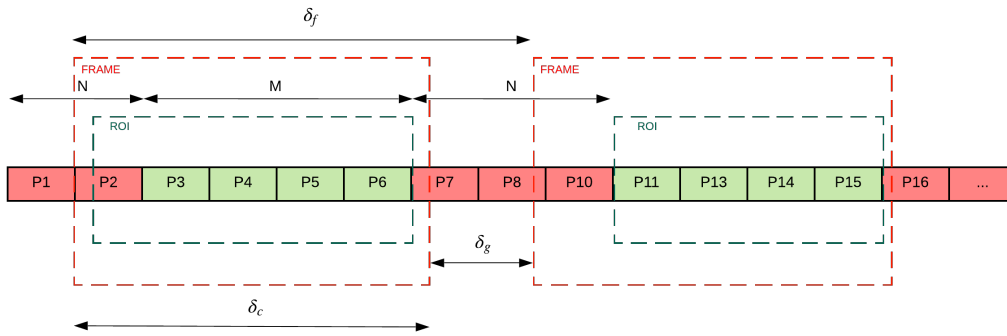 δf
FRAME
FRAME
N
M
N
ROI
ROI
P1 P2 P3 P4 P5 P6 P7 P8 P10 P11 P13 P14 P15 P16 ...
δg
δc